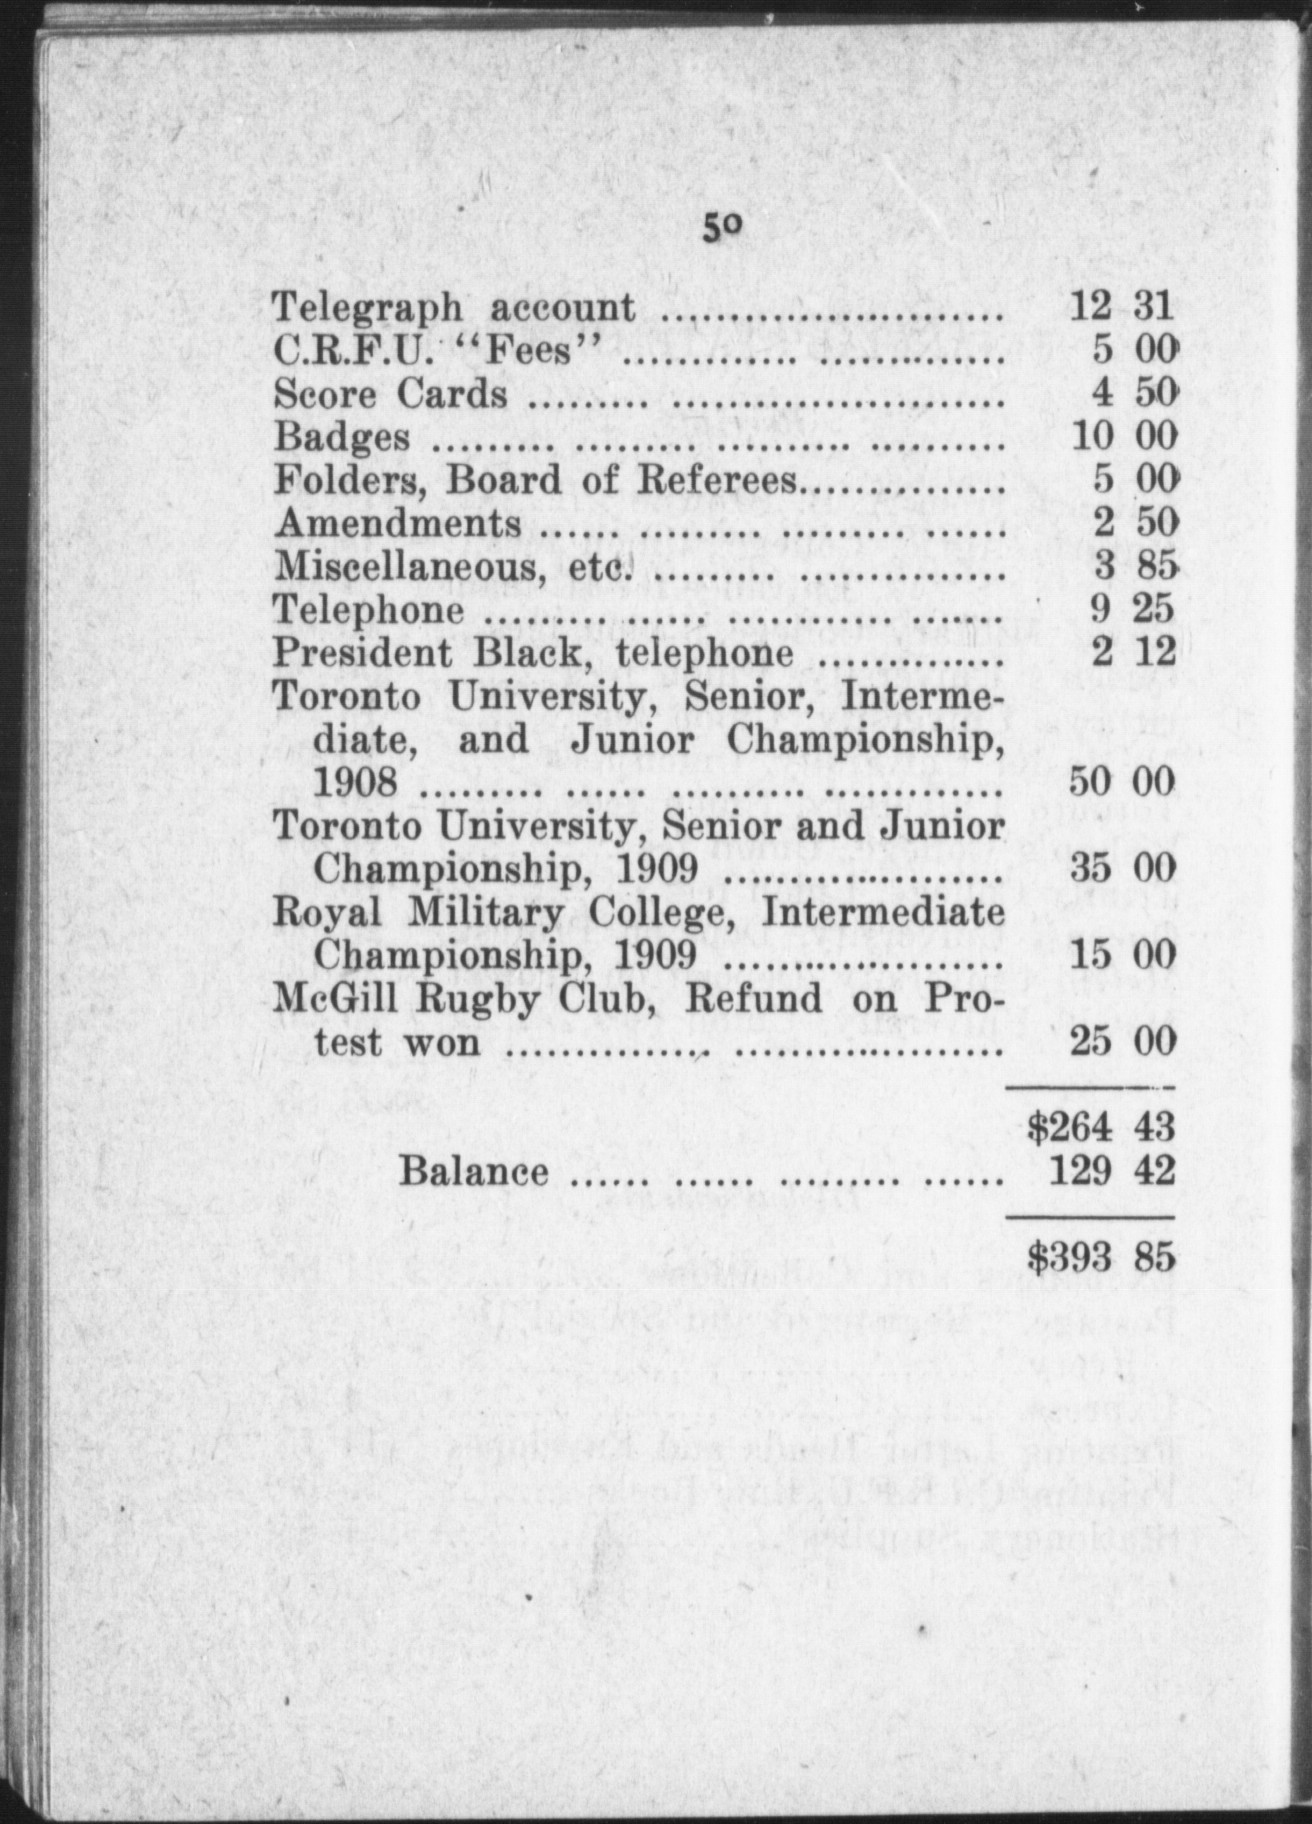 50
Telegraph account ......................... 12 31
C.R.F.U. “Fees” ............. .............. 5 00
Score Cards ......... ........................ 4 50
Badges ......... ......... .......... .......... 10 00
Folders, Board of Referees............... 5 00
Amendments ...... ......... ......... ...... 2 50
Miscellaneous, etc. ......... ............... 3 85
Telephone ......... ...... ............ ....... 9 25
President Black, telephone .............. 2 12
Toronto University, Senior, Interme-
diate, and Junior Championship,
1908 ......... ...... .......... ............. 50 00
Toronto University, Senior and Junior
Championship, 1909 ..................... 35 00
Royal Military College, Intermediate
Championship, 1909 ..................... 15 00
McGill Rugby Club, Refund on Pro-
test won ............... .................... 25 00
$264 43
Balance ...... ...... ......... ...... 129 42
$393 85